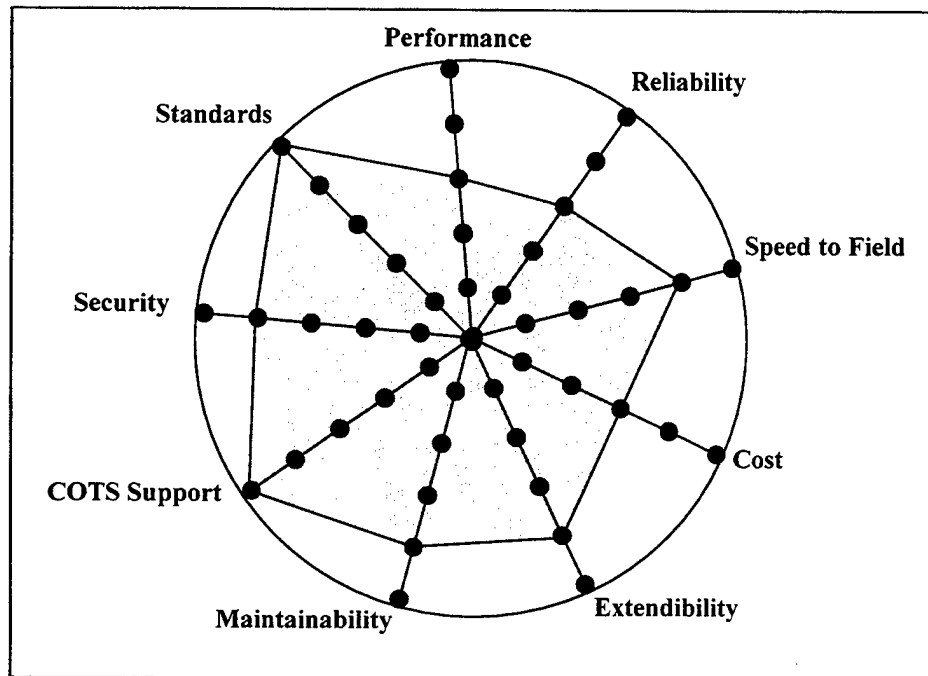 Performance
Reliability
Standards
Speed to Field
Security
Cost
COTS Support
Extendibility
Maintainability